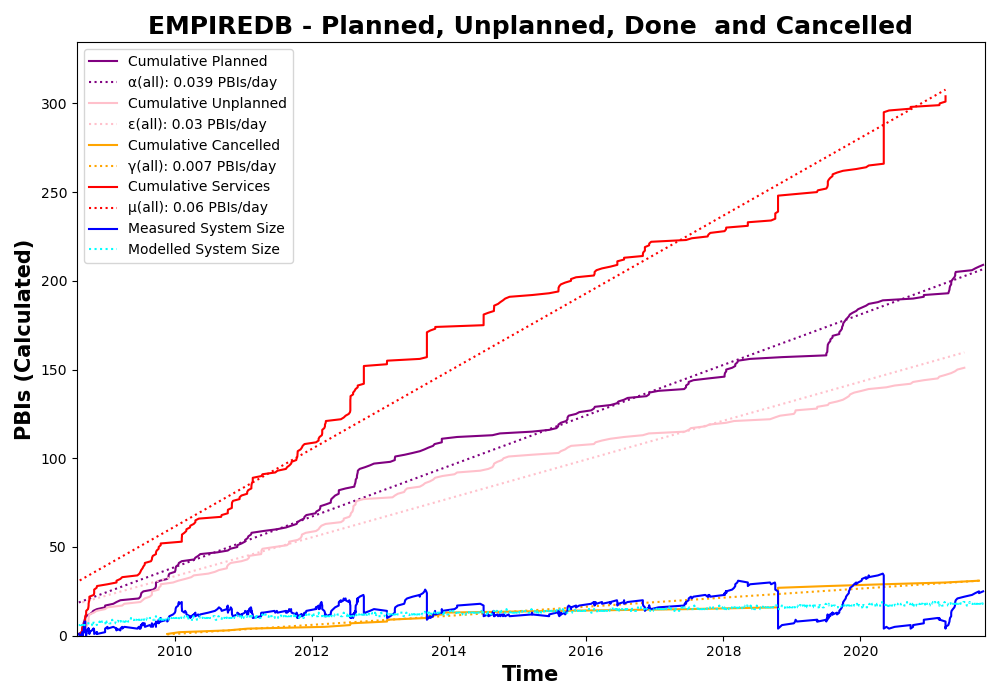 EMPIREDB - Planned, Unplanned, Done  and Cancelled
Cumulative Planned
α(all): 0.039 PBIs/day
Cumulative Unplanned
ε(all): 0.03 PBIs/day
Cumulative Cancelled
γ(all): 0.007 PBIs/day
Cumulative Services
μ(all): 0.06 PBIs/day
Measured System Size
Modelled System Size
PBIs (Calculated)
300
250
200
150
100
50
0
2010 2012 2014 2016 2018 2020
Time